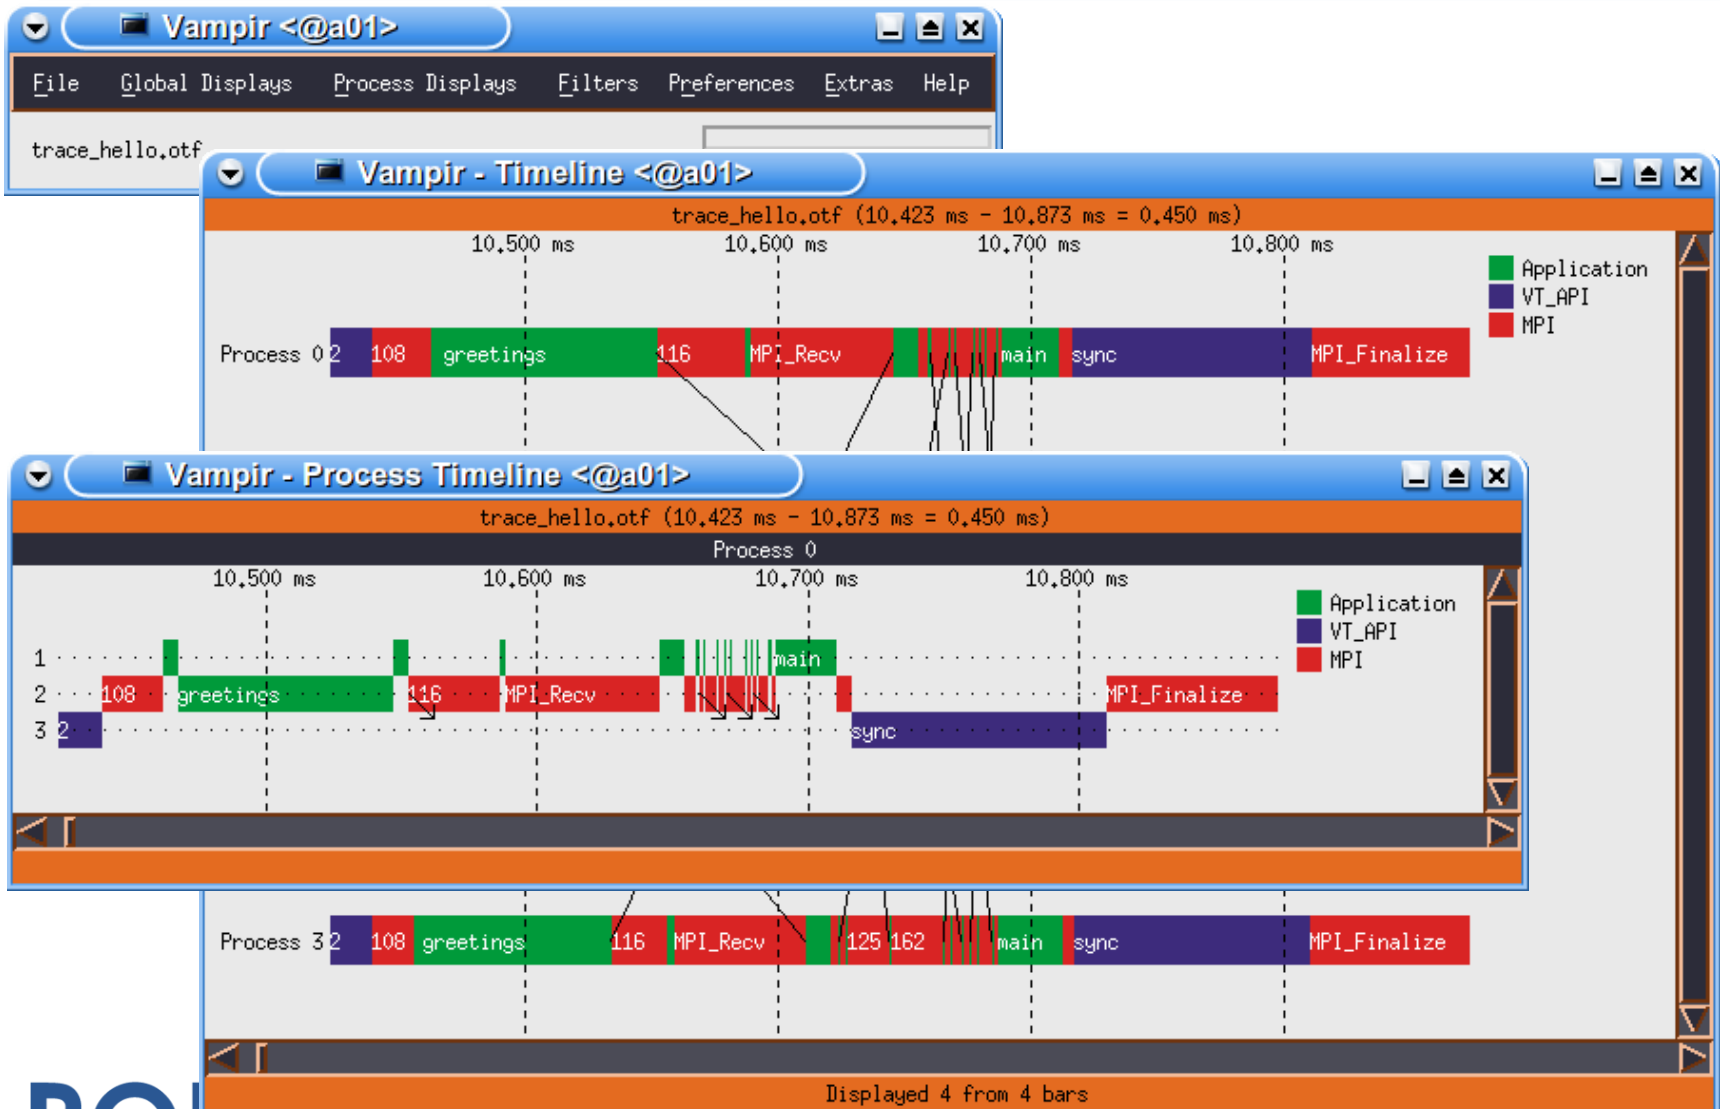 Vampir <@a01>
File Global Displays Process Displays Filters Preferences Extras Help
trace_hello.otf
Vampir - Timeline <@a01>
trace_hello.otf (10.423 ms - 10.873 ms = 0.450 ms)
10.500 ms 10.600 ms 10.700 ms 10.800 ms
Application
VT_API
MPI
Process 0 2 108 greetings 116 MPI_Recv main sync MPI_Finalize
Vampir - Process Timeline <@a01>
trace_hello.otf (10.423 ms - 10.873 ms = 0.450 ms)
Process 0
10.500 ms 10.600 ms 10.700 ms 10.800 ms
Application
VT_API
MPI
1 main
2 108 greetings 116 MPI_Recv MPI_Finalize
3 2 sync
Process 3 2 108 greetings 116 MPI_Recv 125 162 main sync MPI_Finalize
Displayed 4 from 4 bars